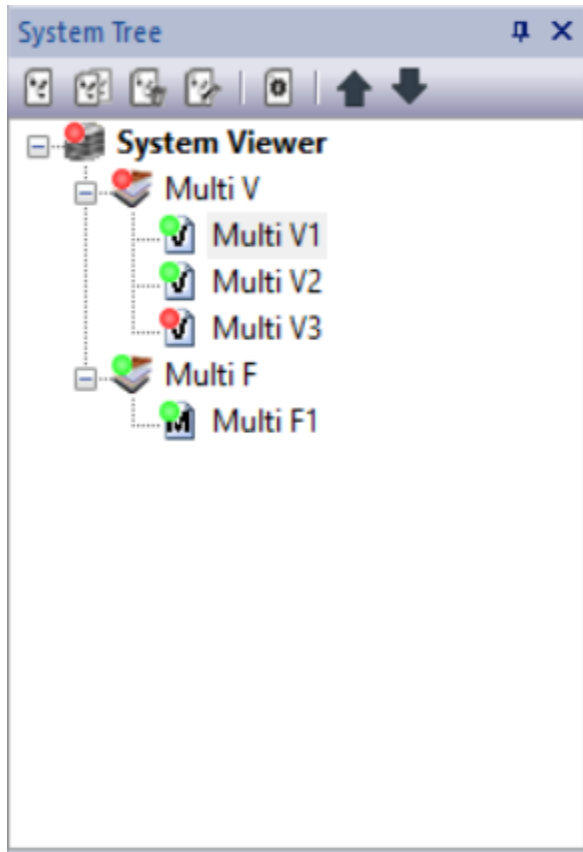 System Tree
System Viewer
Multi V
Multi V1
Multi V2
Multi V3
Multi F
Multi F1